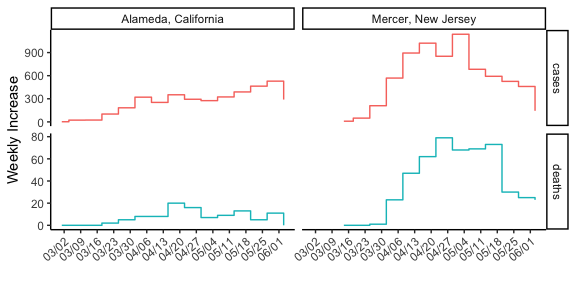 Alameda, California
Mercer, New Jersey
Weekly Increase
900
600
300
0
cases
80
60
40
20
0
deaths
03/02 03/09 03/16 03/23 03/30 04/06 04/13 04/20 04/27 05/04 05/11 05/18 05/25 06/01
03/02 03/09 03/16 03/23 03/30 04/06 04/13 04/20 04/27 05/04 05/11 05/18 05/25 06/01